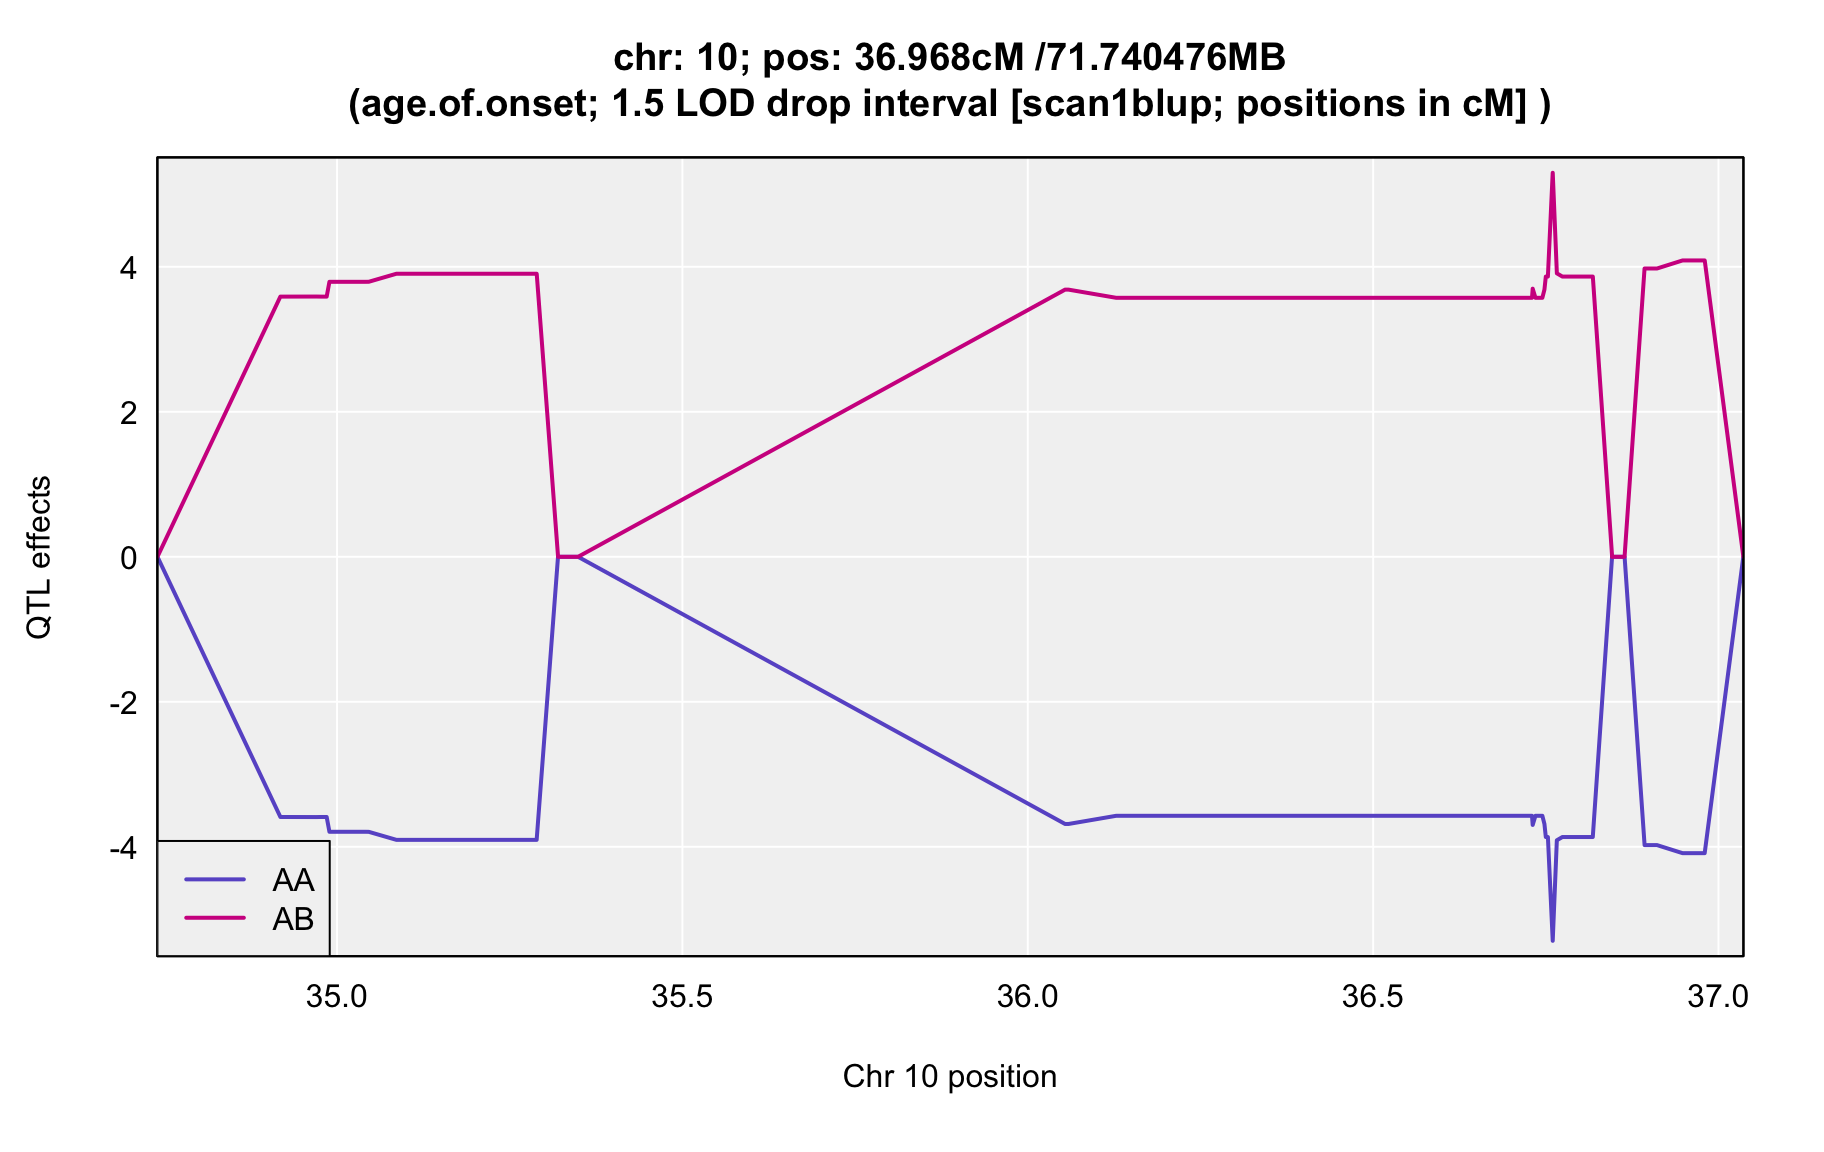 chr: 10; pos: 36.968cM /71.740476MB
(age.of.onset; 1.5 LOD drop interval [scan1blup; positions in cM] )
QTL effects
4
2
0
-2
-4
AA
AB
35.0 35.5 36.0 36.5 37.0
Chr 10 position